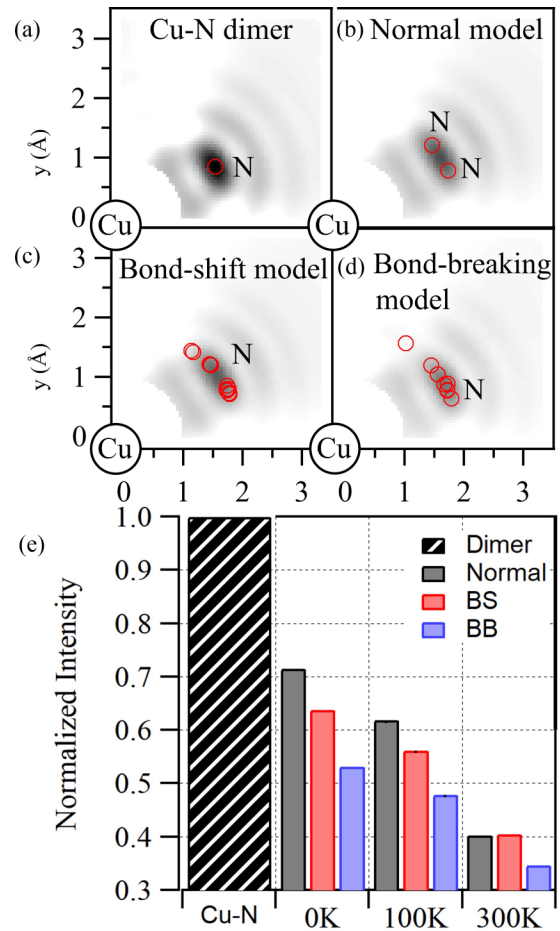 (a)
Cu-N dimer
(b)
Normal model
3
2
1
0
y (Å)
N
N
N
Cu
Cu
(c)
Bond-shift model
(d)
Bond-breaking
model
3
2
1
0
y (Å)
N
N
Cu
Cu
0 1 2 3
0 1 2 3
(e)
1.0
0.9
0.8
0.7
0.6
0.5
0.4
0.3
Normalized Intensity
Dimer
Normal
BS
BB
Cu-N 0K 100K 300K